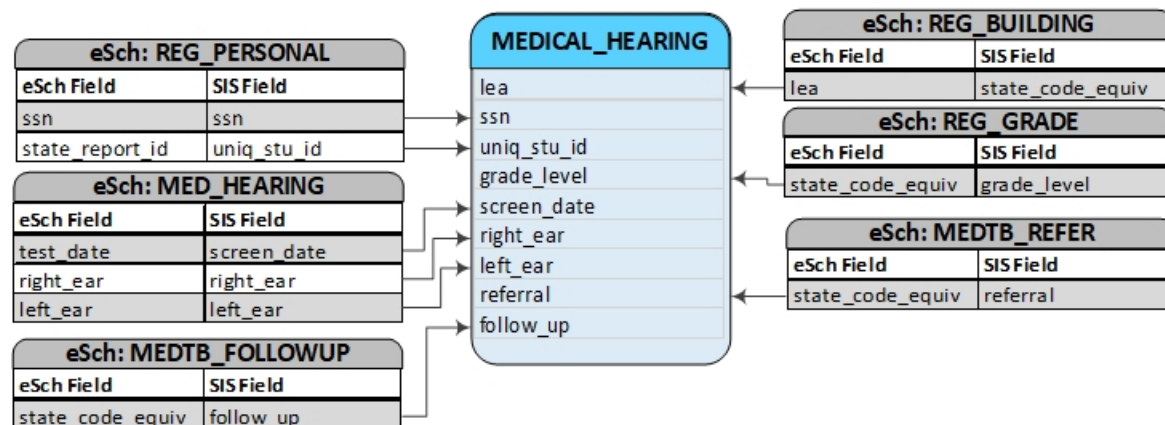 eSch: REG_PERSONAL
eSch Field SIS Field
ssn ssn
state_report_id uniq_stu_id
eSch: MED_HEARING
eSch Field SIS Field
test_date screen_date
right_ear right_ear
left_ear left_ear
eSch: MEDTB_FOLLOWUP
eSch Field SIS Field
state_code_equiv follow_up
MEDICAL_HEARING
lea
ssn
uniq_stu_id
grade_level
screen_date
right_ear
left_ear
referral
follow_up
eSch: REG_BUILDING
eSch Field SIS Field
lea state_code_equiv
eSch: REG_GRADE
eSch Field SIS Field
state_code_equiv grade_level
eSch: MEDTB_REFER
eSch Field SIS Field
state_code_equiv referral